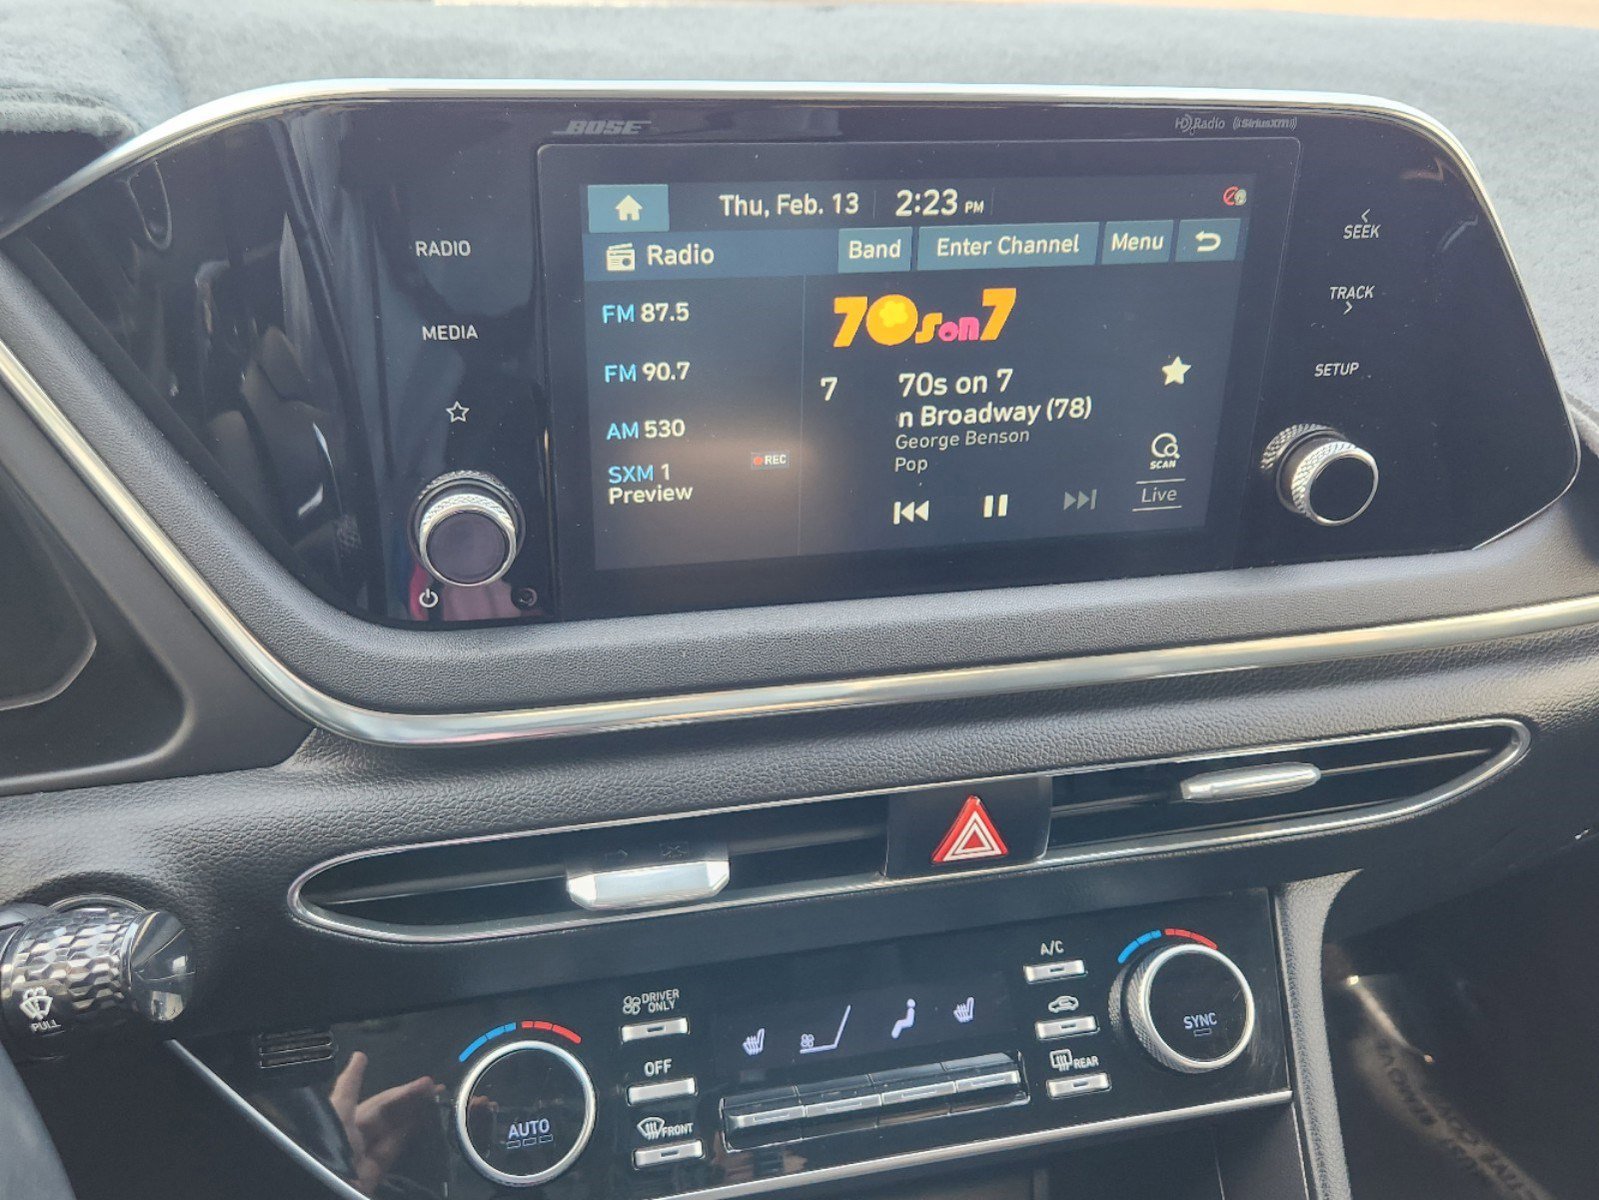 BOSE
HD Radio ((SiriusXM))
Thu, Feb. 13 2:23 PM
RADIO
MEDIA
Radio Band Enter Channel Menu
FM 87.5
FM 90.7
AM 530
SXM 1
Preview
REC
70s on 7
7 70s on 7
n Broadway (78)
George Benson
Pop
SCAN
Live
SEEK
TRACK
SETUP
PULL
AUTO
DRIVER
ONLY
OFF
FRONT
A/C
REAR
SYNC